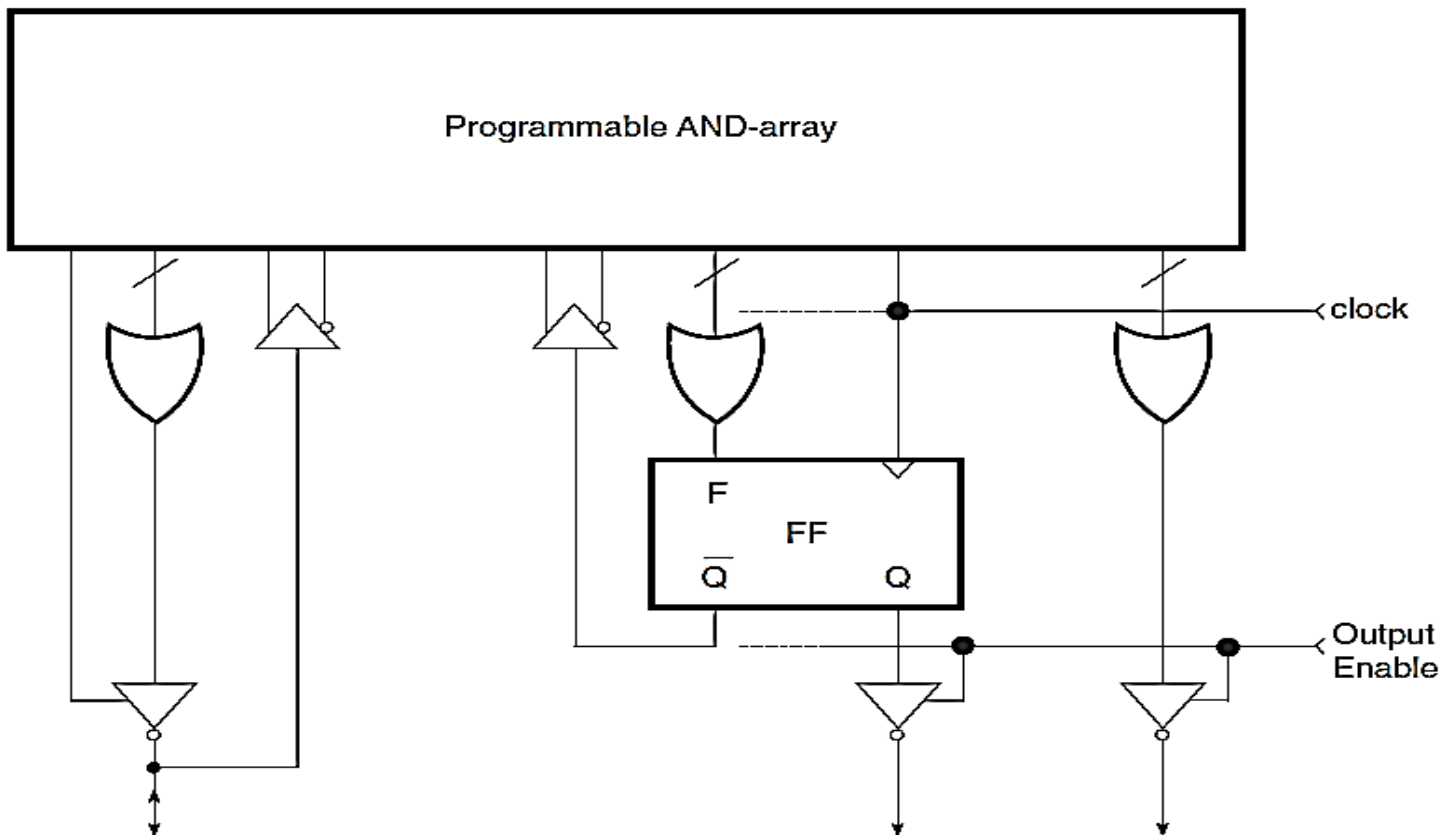 Programmable AND-array
clock
F
FF
Q̅
Q
Output
Enable